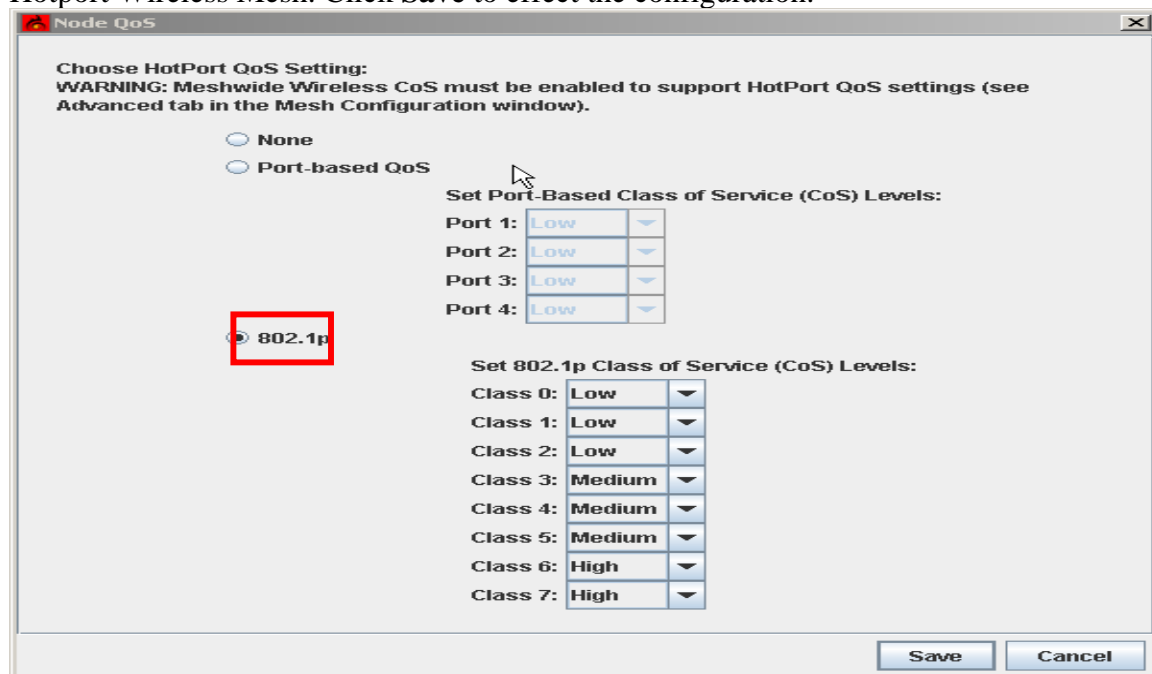 Hotport Wireless Mesh. Click Save to effect the configuration.
Node QoS
Choose HotPort QoS Setting:
WARNING: Meshwide Wireless CoS must be enabled to support HotPort QoS settings (see
Advanced tab in the Mesh Configuration window).
None
Port-based QoS
Set Port-Based Class of Service (CoS) Levels:
Port 1: Low
Port 2: Low
Port 3: Low
Port 4: Low
802.1p
Set 802.1p Class of Service (CoS) Levels:
Class 0: Low
Class 1: Low
Class 2: Low
Class 3: Medium
Class 4: Medium
Class 5: Medium
Class 6: High
Class 7: High
Save Cancel